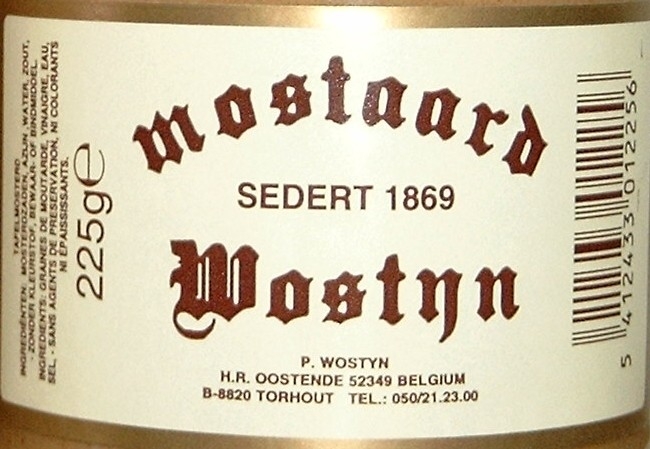 TAFELMOSTERD
INGREDIËNTEN: MOSTERDZADEN, AZIJN, WATER, ZOUT,
- ZONDER KLEURSTOF, BEWAAR- OF BINDMIDDEL.
INGREDIENTS: GRAINES DE MOUTARDE, VINAIGRE, EAU,
SEL, - SANS AGENTS DE PRESERVATION, NI COLORANTS
NI ÉPAISSISSANTS.
225g℮
mostaard
SEDERT 1869
Wostyn
P. WOSTYN
H.R. OOSTENDE 52349 BELGIUM
B-8820 TORHOUT TEL.: 050/21.23.00
5 412433 012256